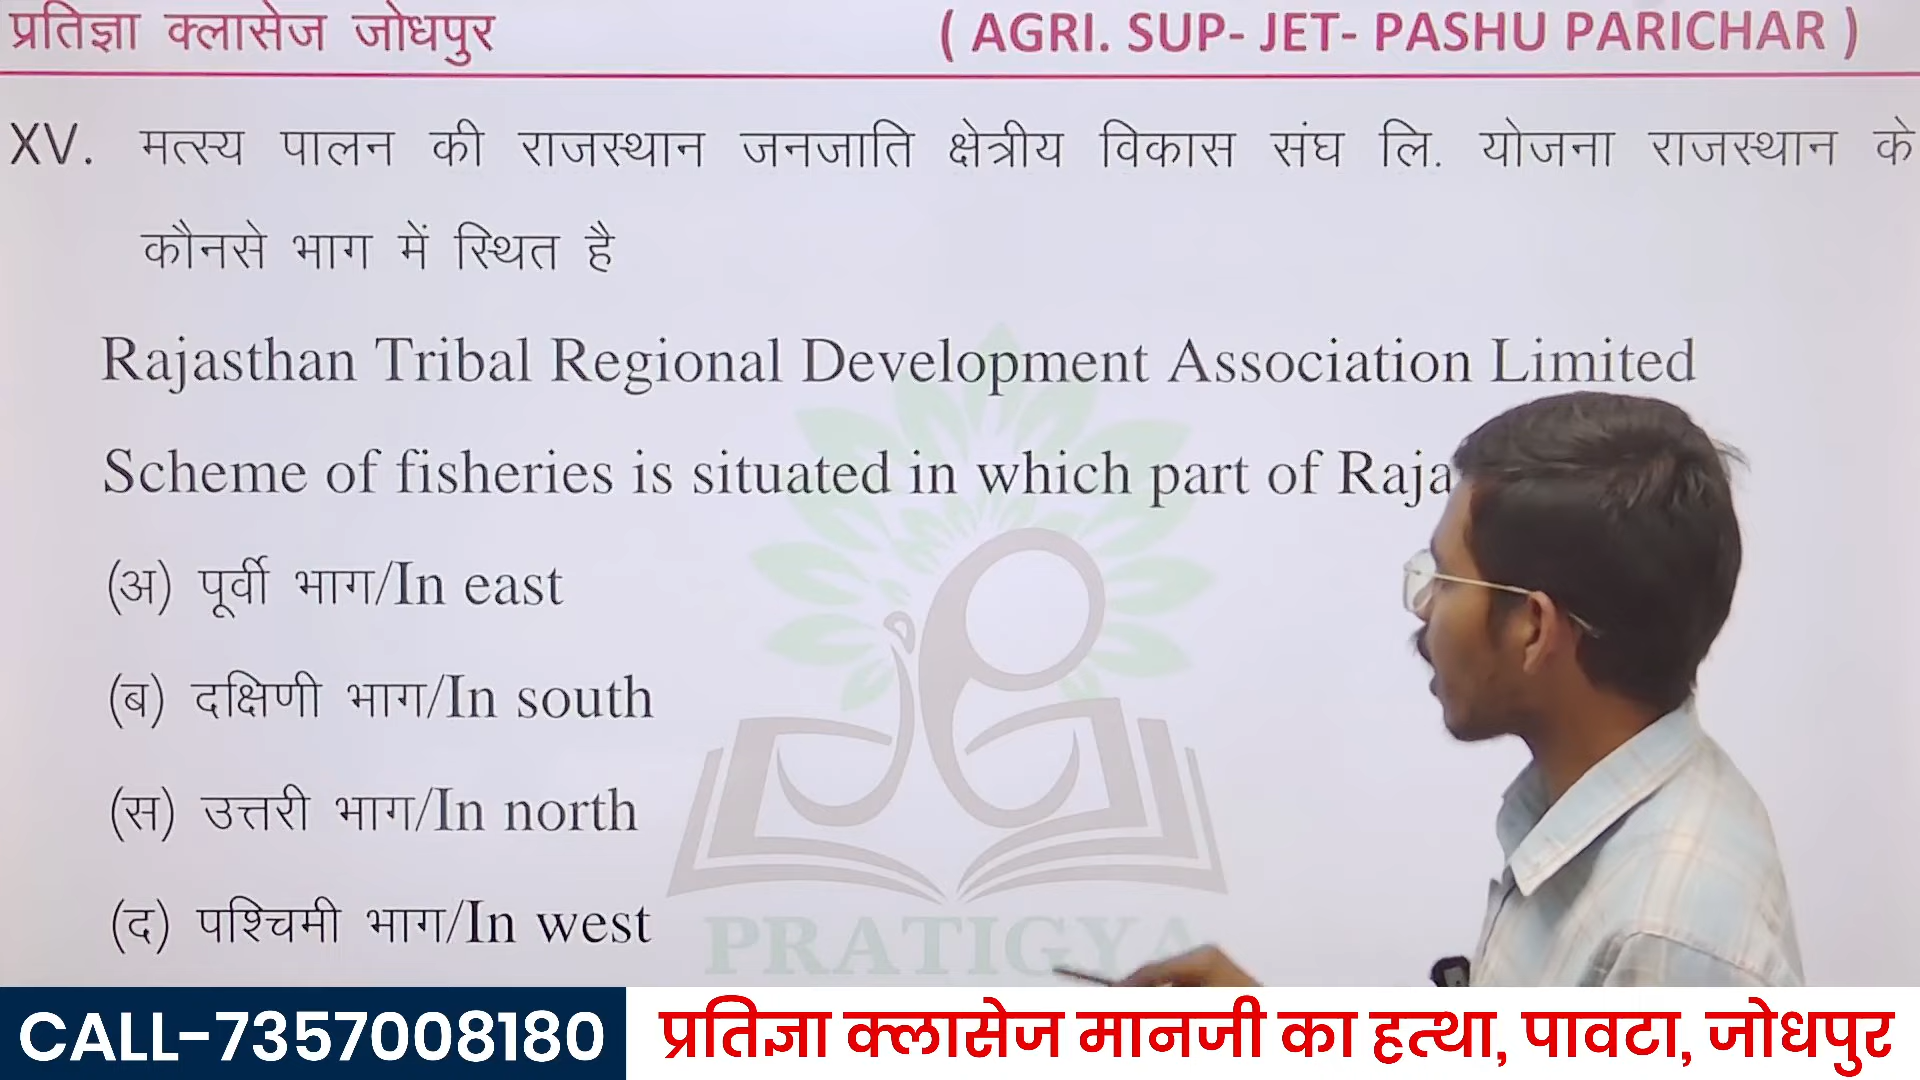 प्रतिज्ञा क्लासेज जोधपुर
( AGRI. SUP- JET- PASHU PARICHAR )
XV. मत्स्य पालन की राजस्थान जनजाति क्षेत्रीय विकास संघ लि. योजना राजस्थान के
कौनसे भाग में स्थित है
Rajasthan Tribal Regional Development Association Limited
Scheme of fisheries is situated in which part of Raja
(अ) पूर्वी भाग/In east
(ब) दक्षिणी भाग/In south
(स) उत्तरी भाग/In north
(द) पश्चिमी भाग/In west
PRATIGYA
CALL-7357008180
प्रतिज्ञा क्लासेज मानजी का हत्था, पावटा, जोधपुर